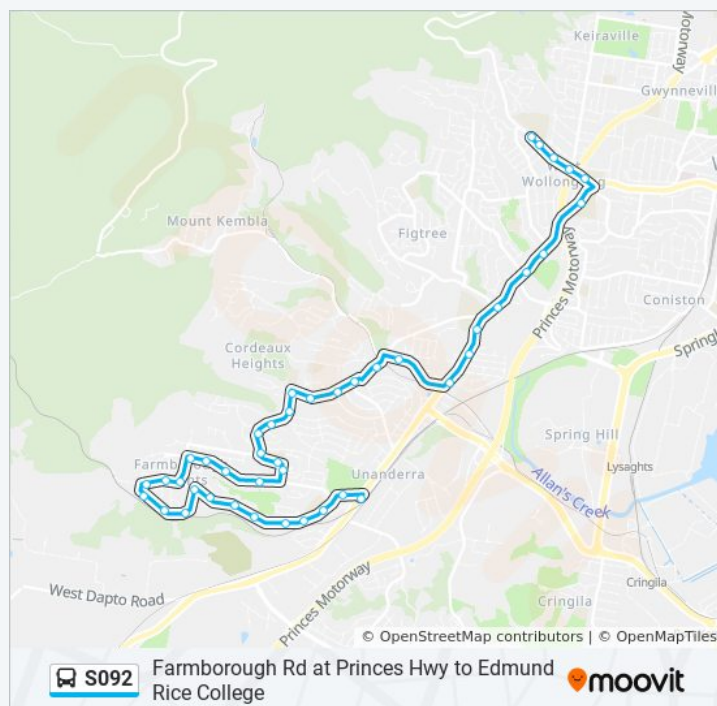 Keiraville
Motorway
Gwynneville
Wollongong
Mount Kembla
Figtree
Princes Motorway
Coniston
Cordeaux
Heights
Spring Hill
Lysaghts
Unanderra
Allan's Creek
West Dapto Road
Princes Motorway
Cringila
Cringila
© OpenStreetMap contributors | © OpenMapTiles
S092
Farmborough Rd at Princes Hwy to Edmund
Rice College
moovit